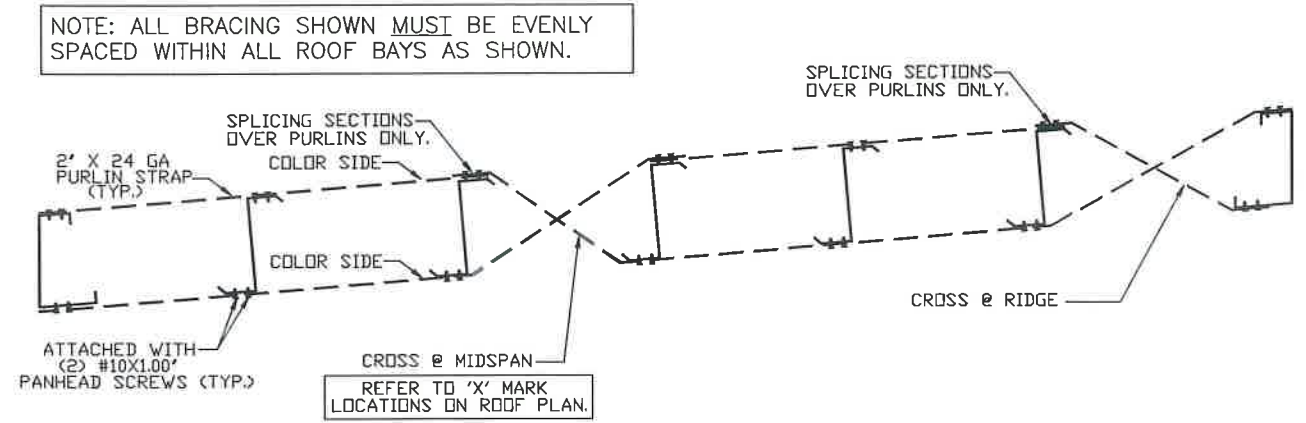 NOTE: ALL BRACING SHOWN MUST BE EVENLY
SPACED WITHIN ALL ROOF BAYS AS SHOWN.
SPLICING SECTIONS
OVER PURLINS ONLY.
SPLICING SECTIONS
OVER PURLINS ONLY.
2' X 24 GA
PURLIN STRAP
(TYP.)
COLOR SIDE
COLOR SIDE
ATTACHED WITH
(2) #10X1.00'
PANHEAD SCREWS (TYP.)
CROSS @ MIDSPAN
REFER TO 'X' MARK
LOCATIONS ON ROOF PLAN.
CROSS @ RIDGE